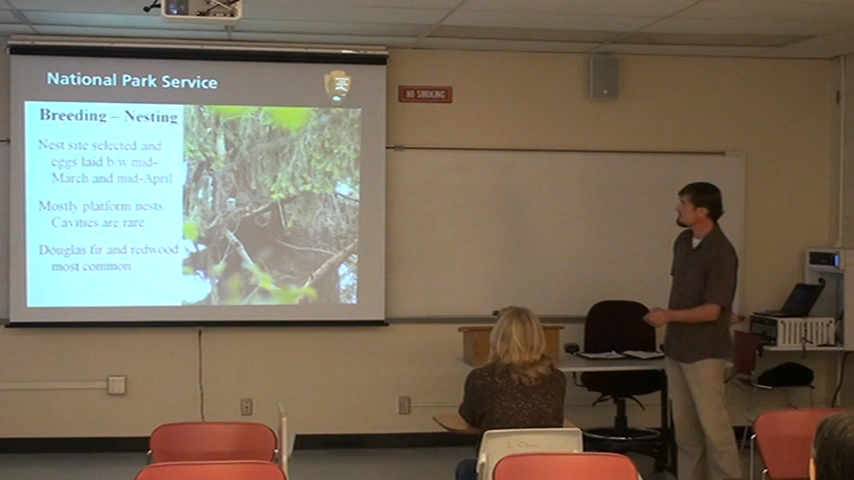 National Park Service
NO SMOKING
Breeding – Nesting
Nest site selected and
eggs laid b/w mid-
March and mid-April
Mostly platform nests.
Cavities are rare.
Douglas fir and redwood
most common.